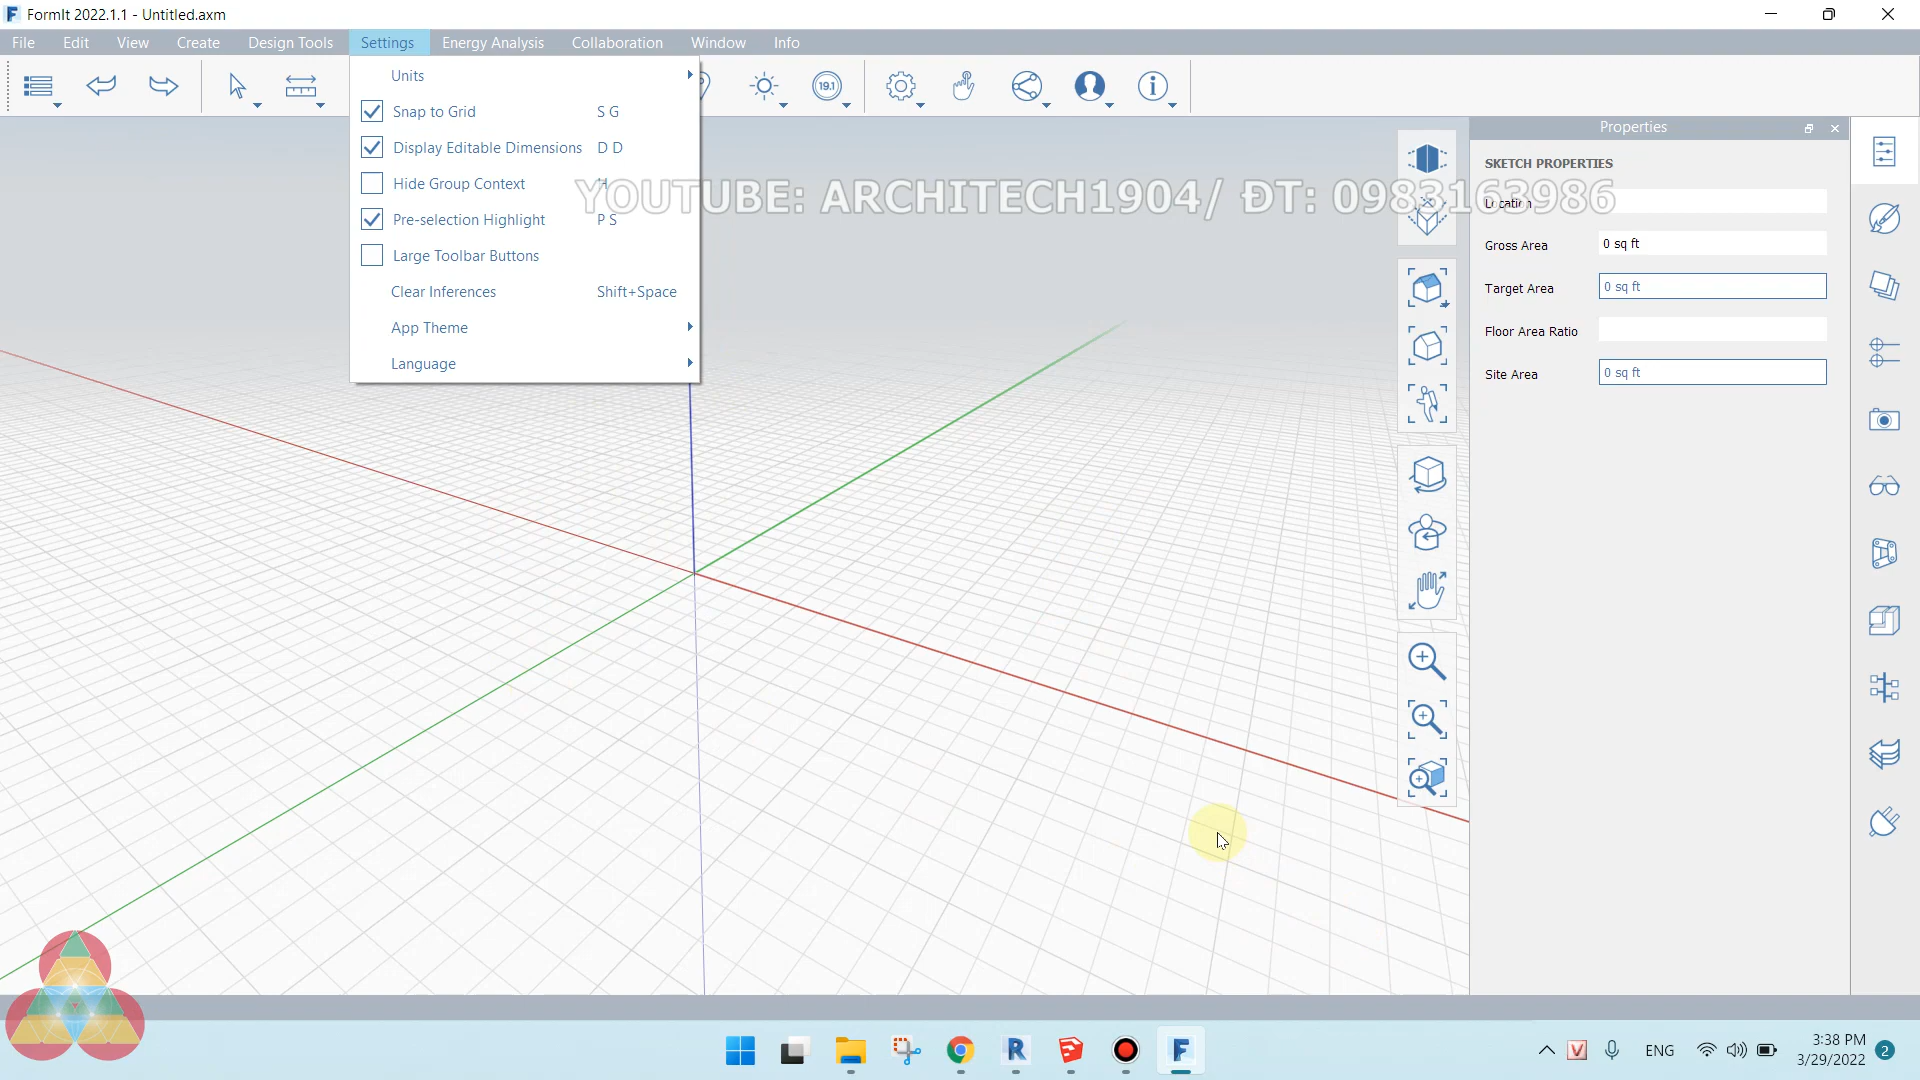 FormIt 2022.1.1 - Untitled.axm
File Edit View Create Design Tools Settings Energy Analysis Collaboration Window Info
19.1
Units
Snap to Grid S G
Display Editable Dimensions D D
Hide Group Context H
Pre-selection Highlight P S
Large Toolbar Buttons
Clear Inferences Shift+Space
App Theme
Language
YOUTUBE: ARCHITECH1904/ ĐT: 0983163986
Properties
SKETCH PROPERTIES
Location
Gross Area 0 sq ft
Target Area 0 sq ft
Floor Area Ratio
Site Area 0 sq ft
ENG
3:38 PM
3/29/2022
2